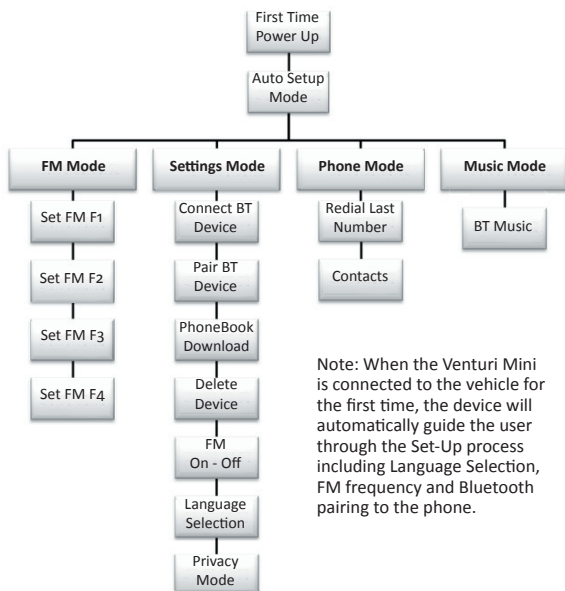 First Time
Power Up
Auto Setup
Mode
FM Mode
Set FM F1
Set FM F2
Set FM F3
Set FM F4
Settings Mode
Connect BT
Device
Pair BT
Device
PhoneBook
Download
Delete
Device
FM
On - Off
Language
Selection
Privacy
Mode
Phone Mode
Redial Last
Number
Contacts
Music Mode
BT Music
Note: When the Venturi Mini
is connected to the vehicle for
the first time, the device will
automatically guide the user
through the Set-Up process
including Language Selection,
FM frequency and Bluetooth
pairing to the phone.